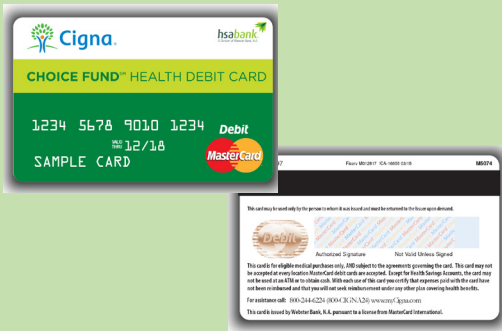 Cigna.
hsabank
CHOICE FUND℠ HEALTH DEBIT CARD
1234 5678 9010 1234
Debit
VALID THRU 12/18
SAMPLE CARD
MasterCard
M5074
This card may be used only by the person to whom it was issued and must be returned to the Issuer upon demand.
Debit
Authorized Signature Not Valid Unless Signed
This card is for eligible medical purchases only, AND subject to the agreements governing the card. This card may not
be accepted at every location MasterCard debit cards are accepted. Except for Health Savings Accounts, the card may
not be used at an ATM or to obtain cash. With each use of this card you certify that expenses paid with the card have
not been reimbursed and that you will not seek reimbursement under any other plan covering health benefits.
For assistance call: 800-244-6224 (800-CIGNA24) www.myCigna.com
This card is issued by Webster Bank, N.A. pursuant to a license from MasterCard International.